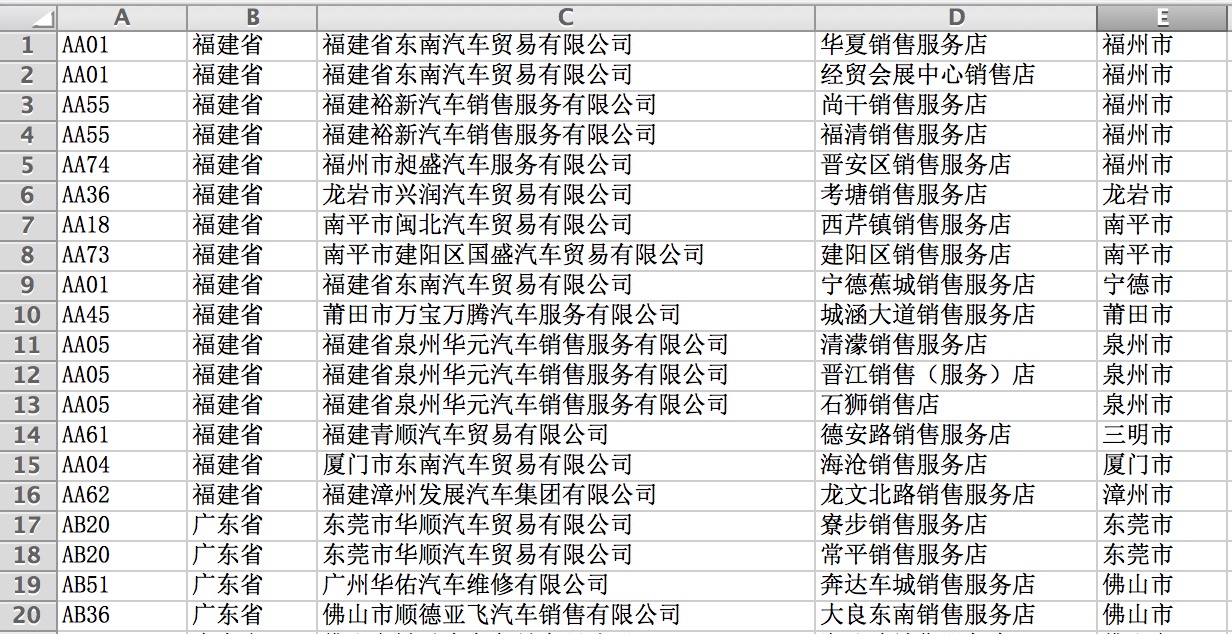 A B C D E
1 AA01 福建省 福建省东南汽车贸易有限公司 华夏销售服务店 福州市
2 AA01 福建省 福建省东南汽车贸易有限公司 经贸会展中心销售店 福州市
3 AA55 福建省 福建裕新汽车销售服务有限公司 尚干销售服务店 福州市
4 AA55 福建省 福建裕新汽车销售服务有限公司 福清销售服务店 福州市
5 AA74 福建省 福州市昶盛汽车服务有限公司 晋安区销售服务店 福州市
6 AA36 福建省 龙岩市兴润汽车贸易有限公司 考塘销售服务店 龙岩市
7 AA18 福建省 南平市闽北汽车贸易有限公司 西芹镇销售服务店 南平市
8 AA73 福建省 南平市建阳区国盛汽车贸易有限公司 建阳区销售服务店 南平市
9 AA01 福建省 福建省东南汽车贸易有限公司 宁德蕉城销售服务店 宁德市
10 AA45 福建省 莆田市万宝万腾汽车服务有限公司 城涵大道销售服务店 莆田市
11 AA05 福建省 福建省泉州华元汽车销售服务有限公司 清濛销售服务店 泉州市
12 AA05 福建省 福建省泉州华元汽车销售服务有限公司 晋江销售（服务）店 泉州市
13 AA05 福建省 福建省泉州华元汽车销售服务有限公司 石狮销售店 泉州市
14 AA61 福建省 福建青顺汽车贸易有限公司 德安路销售服务店 三明市
15 AA04 福建省 厦门市东南汽车贸易有限公司 海沧销售服务店 厦门市
16 AA62 福建省 福建漳州发展汽车集团有限公司 龙文北路销售服务店 漳州市
17 AB20 广东省 东莞市华顺汽车贸易有限公司 寮步销售服务店 东莞市
18 AB20 广东省 东莞市华顺汽车贸易有限公司 常平销售服务店 东莞市
19 AB51 广东省 广州华佑汽车维修有限公司 奔达车城销售服务店 佛山市
20 AB36 广东省 佛山市顺德亚飞汽车销售有限公司 大良东南销售服务店 佛山市